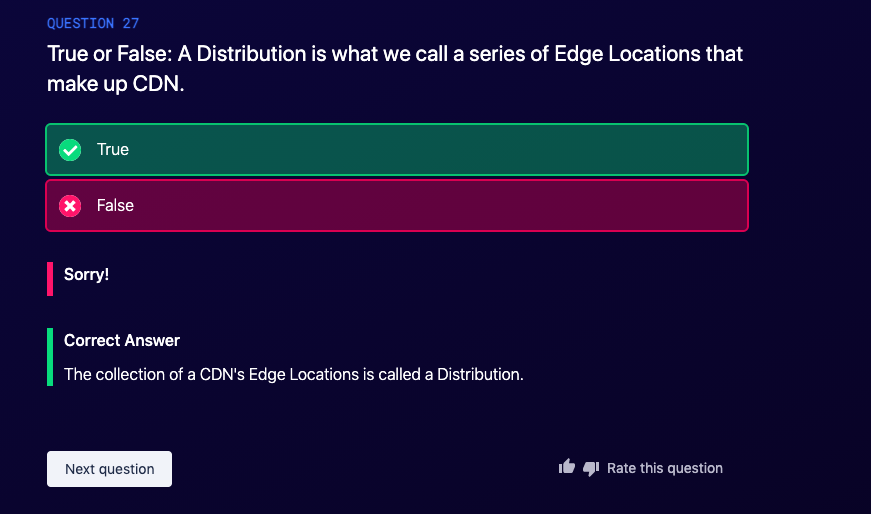 QUESTION 27
True or False: A Distribution is what we call a series of Edge Locations that
make up CDN.
True
False
Sorry!
Correct Answer
The collection of a CDN's Edge Locations is called a Distribution.
Next question
Rate this question